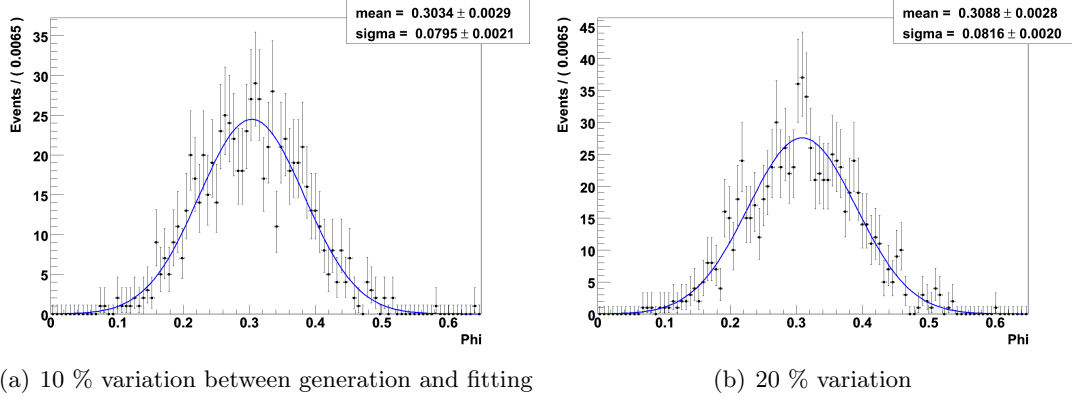 mean = 0.3034 ± 0.0029
sigma = 0.0795 ± 0.0021
Events / ( 0.0065 )
35
30
25
20
15
10
5
0
0 0.1 0.2 0.3 0.4 0.5 0.6
Phi
(a) 10 % variation between generation and fitting
mean = 0.3088 ± 0.0028
sigma = 0.0816 ± 0.0020
Events / ( 0.0065 )
45
40
35
30
25
20
15
10
5
0
0 0.1 0.2 0.3 0.4 0.5 0.6
Phi
(b) 20 % variation